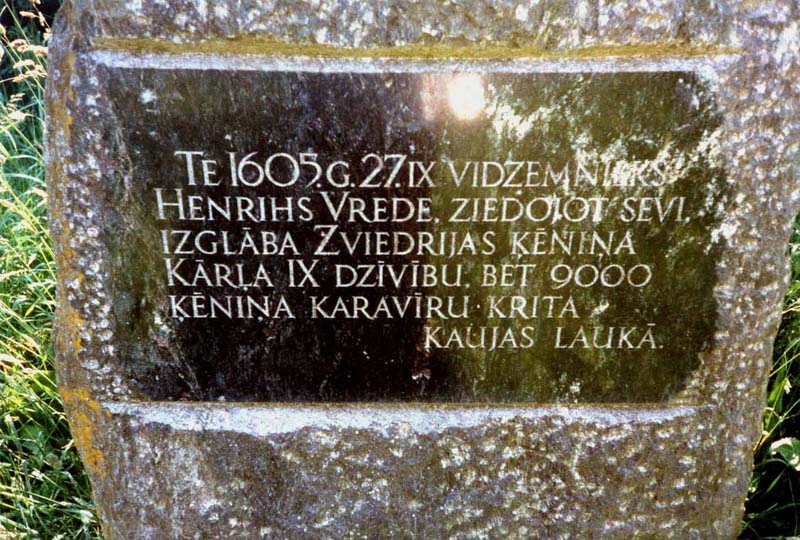 TE 1605.G. 27.IX VIDZEMNIEKS
HENRIHS VREDE, ZIEDOJOT SEVI,
IZGLĀBA ZVIEDRIJAS ĶĒNIŅA
KĀRĻA IX DZĪVĪBU, BET 9000
ĶĒNIŅA KARAVĪRU · KRITA
KAUJAS LAUKĀ.